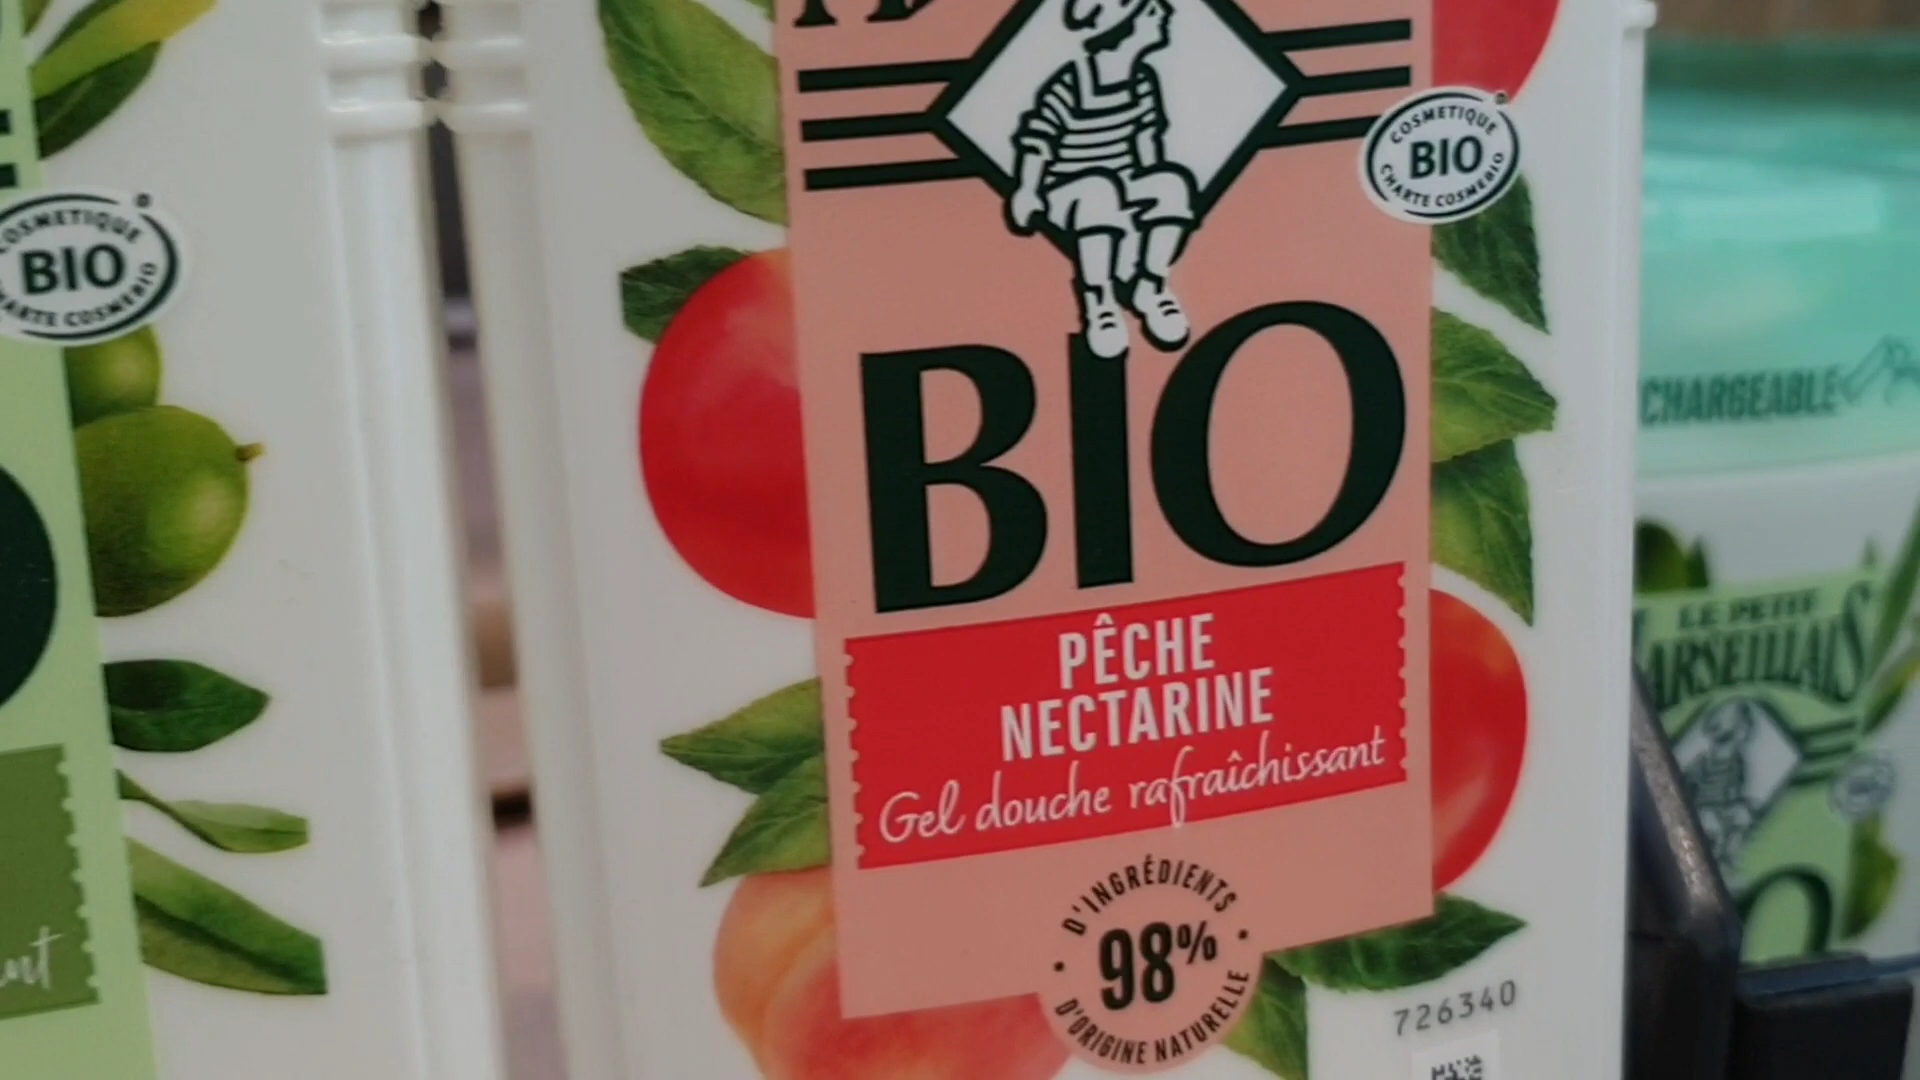 COSMETIQUE
BIO
CHARTE COSMEBIO
COSMETIQUE
BIO
CHARTE COSMEBIO
BIO
PÊCHE
NECTARINE
Gel douche rafraîchissant
D'INGRÉDIENTS
98%
D'ORIGINE NATURELLE
726340
CHARGEABLE
LE PETIT
MARSEILLAIS